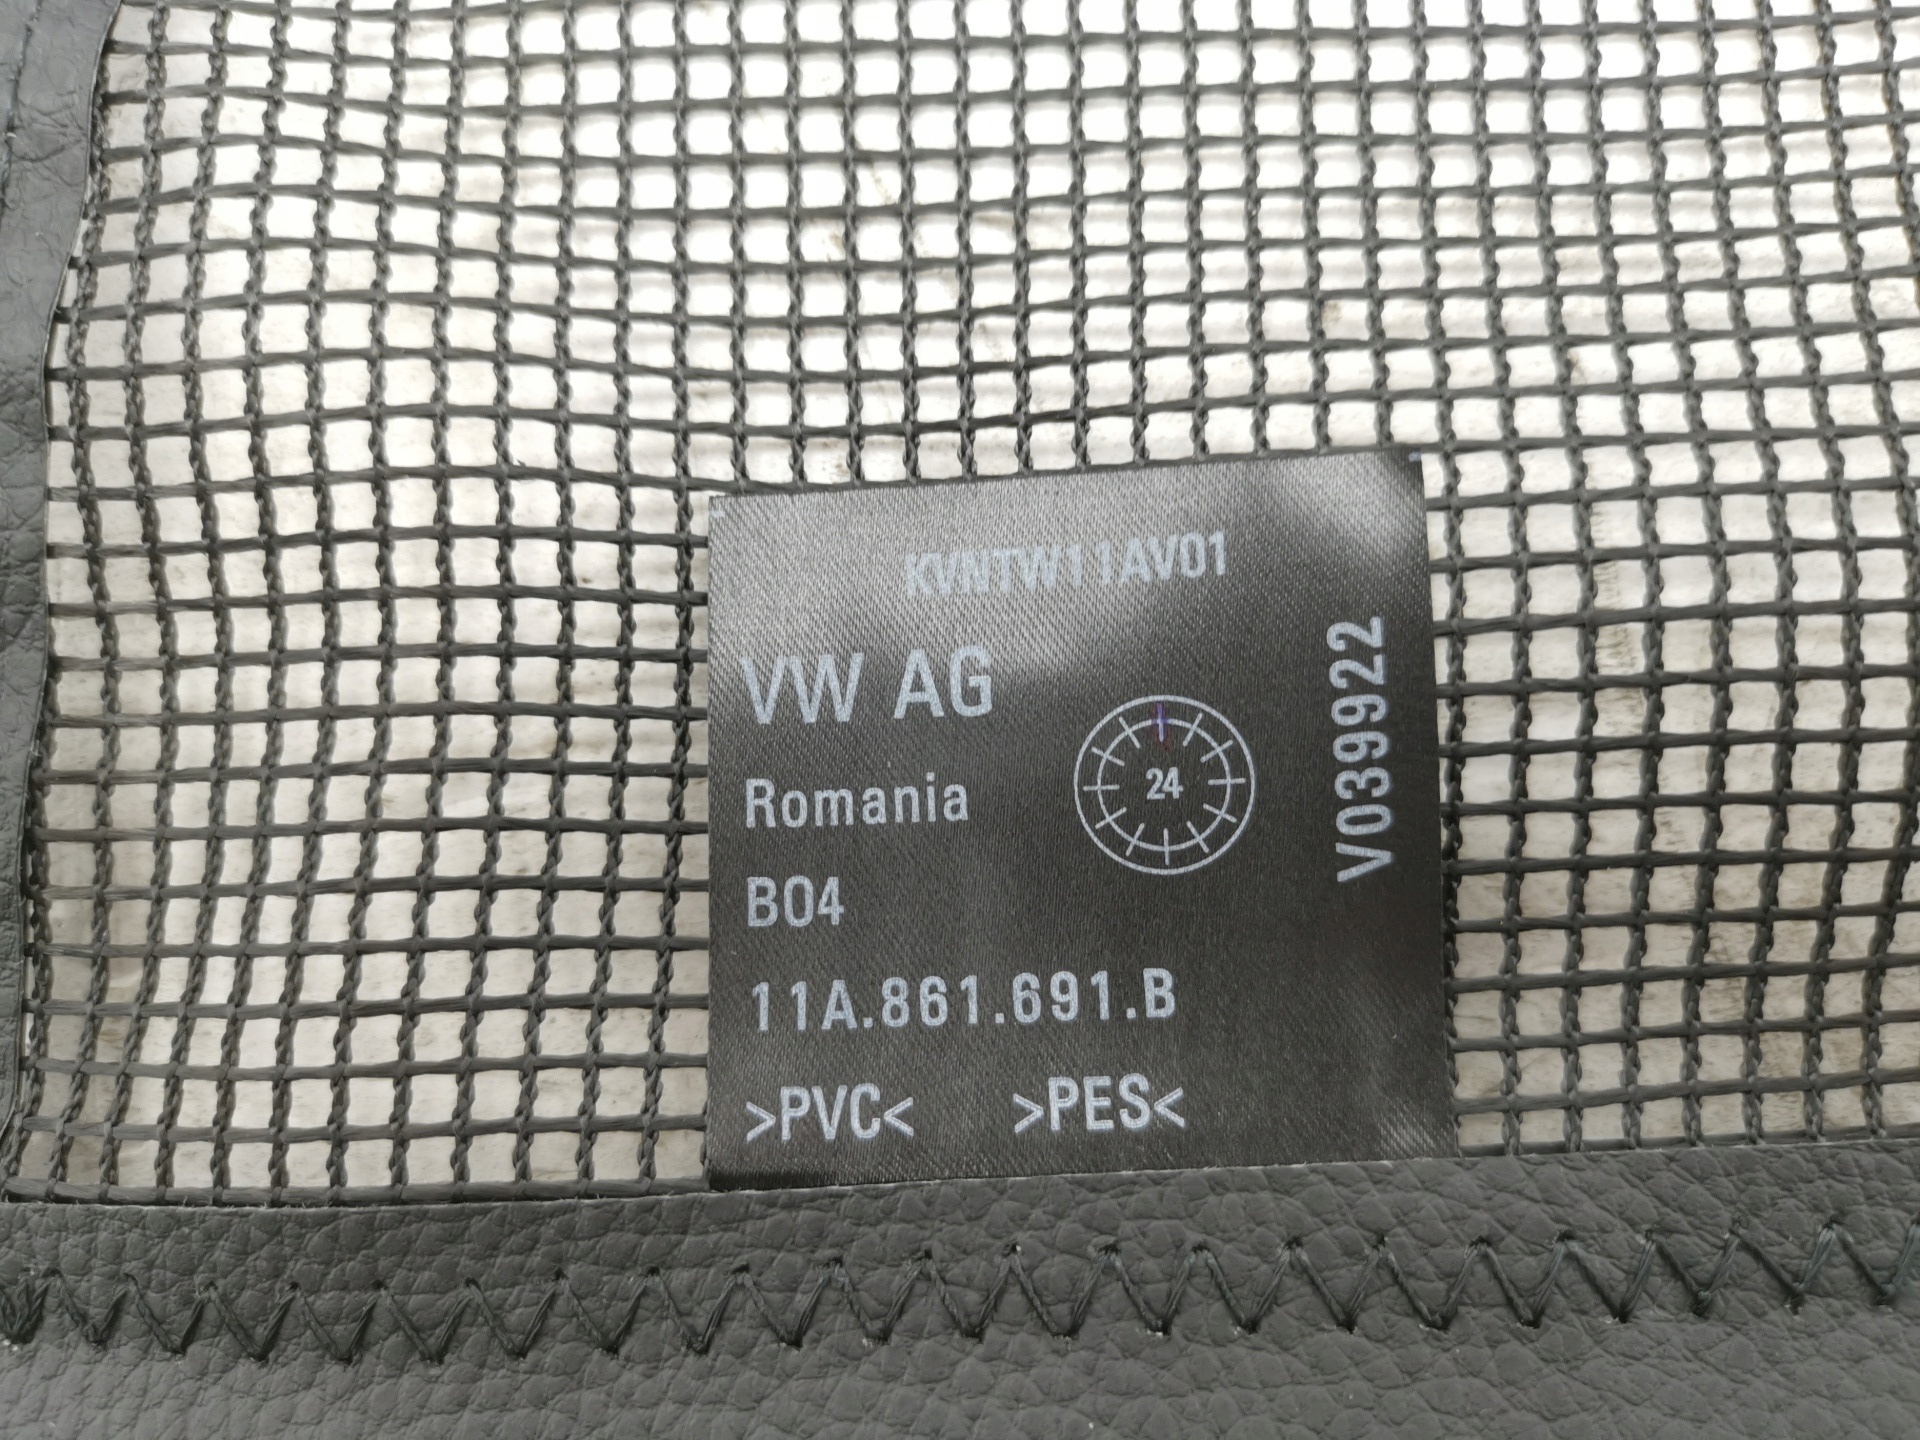 KVNTW11AV01
VW AG
Romania
B04
11A.861.691.B
>PVC< >PES<
24
V039922